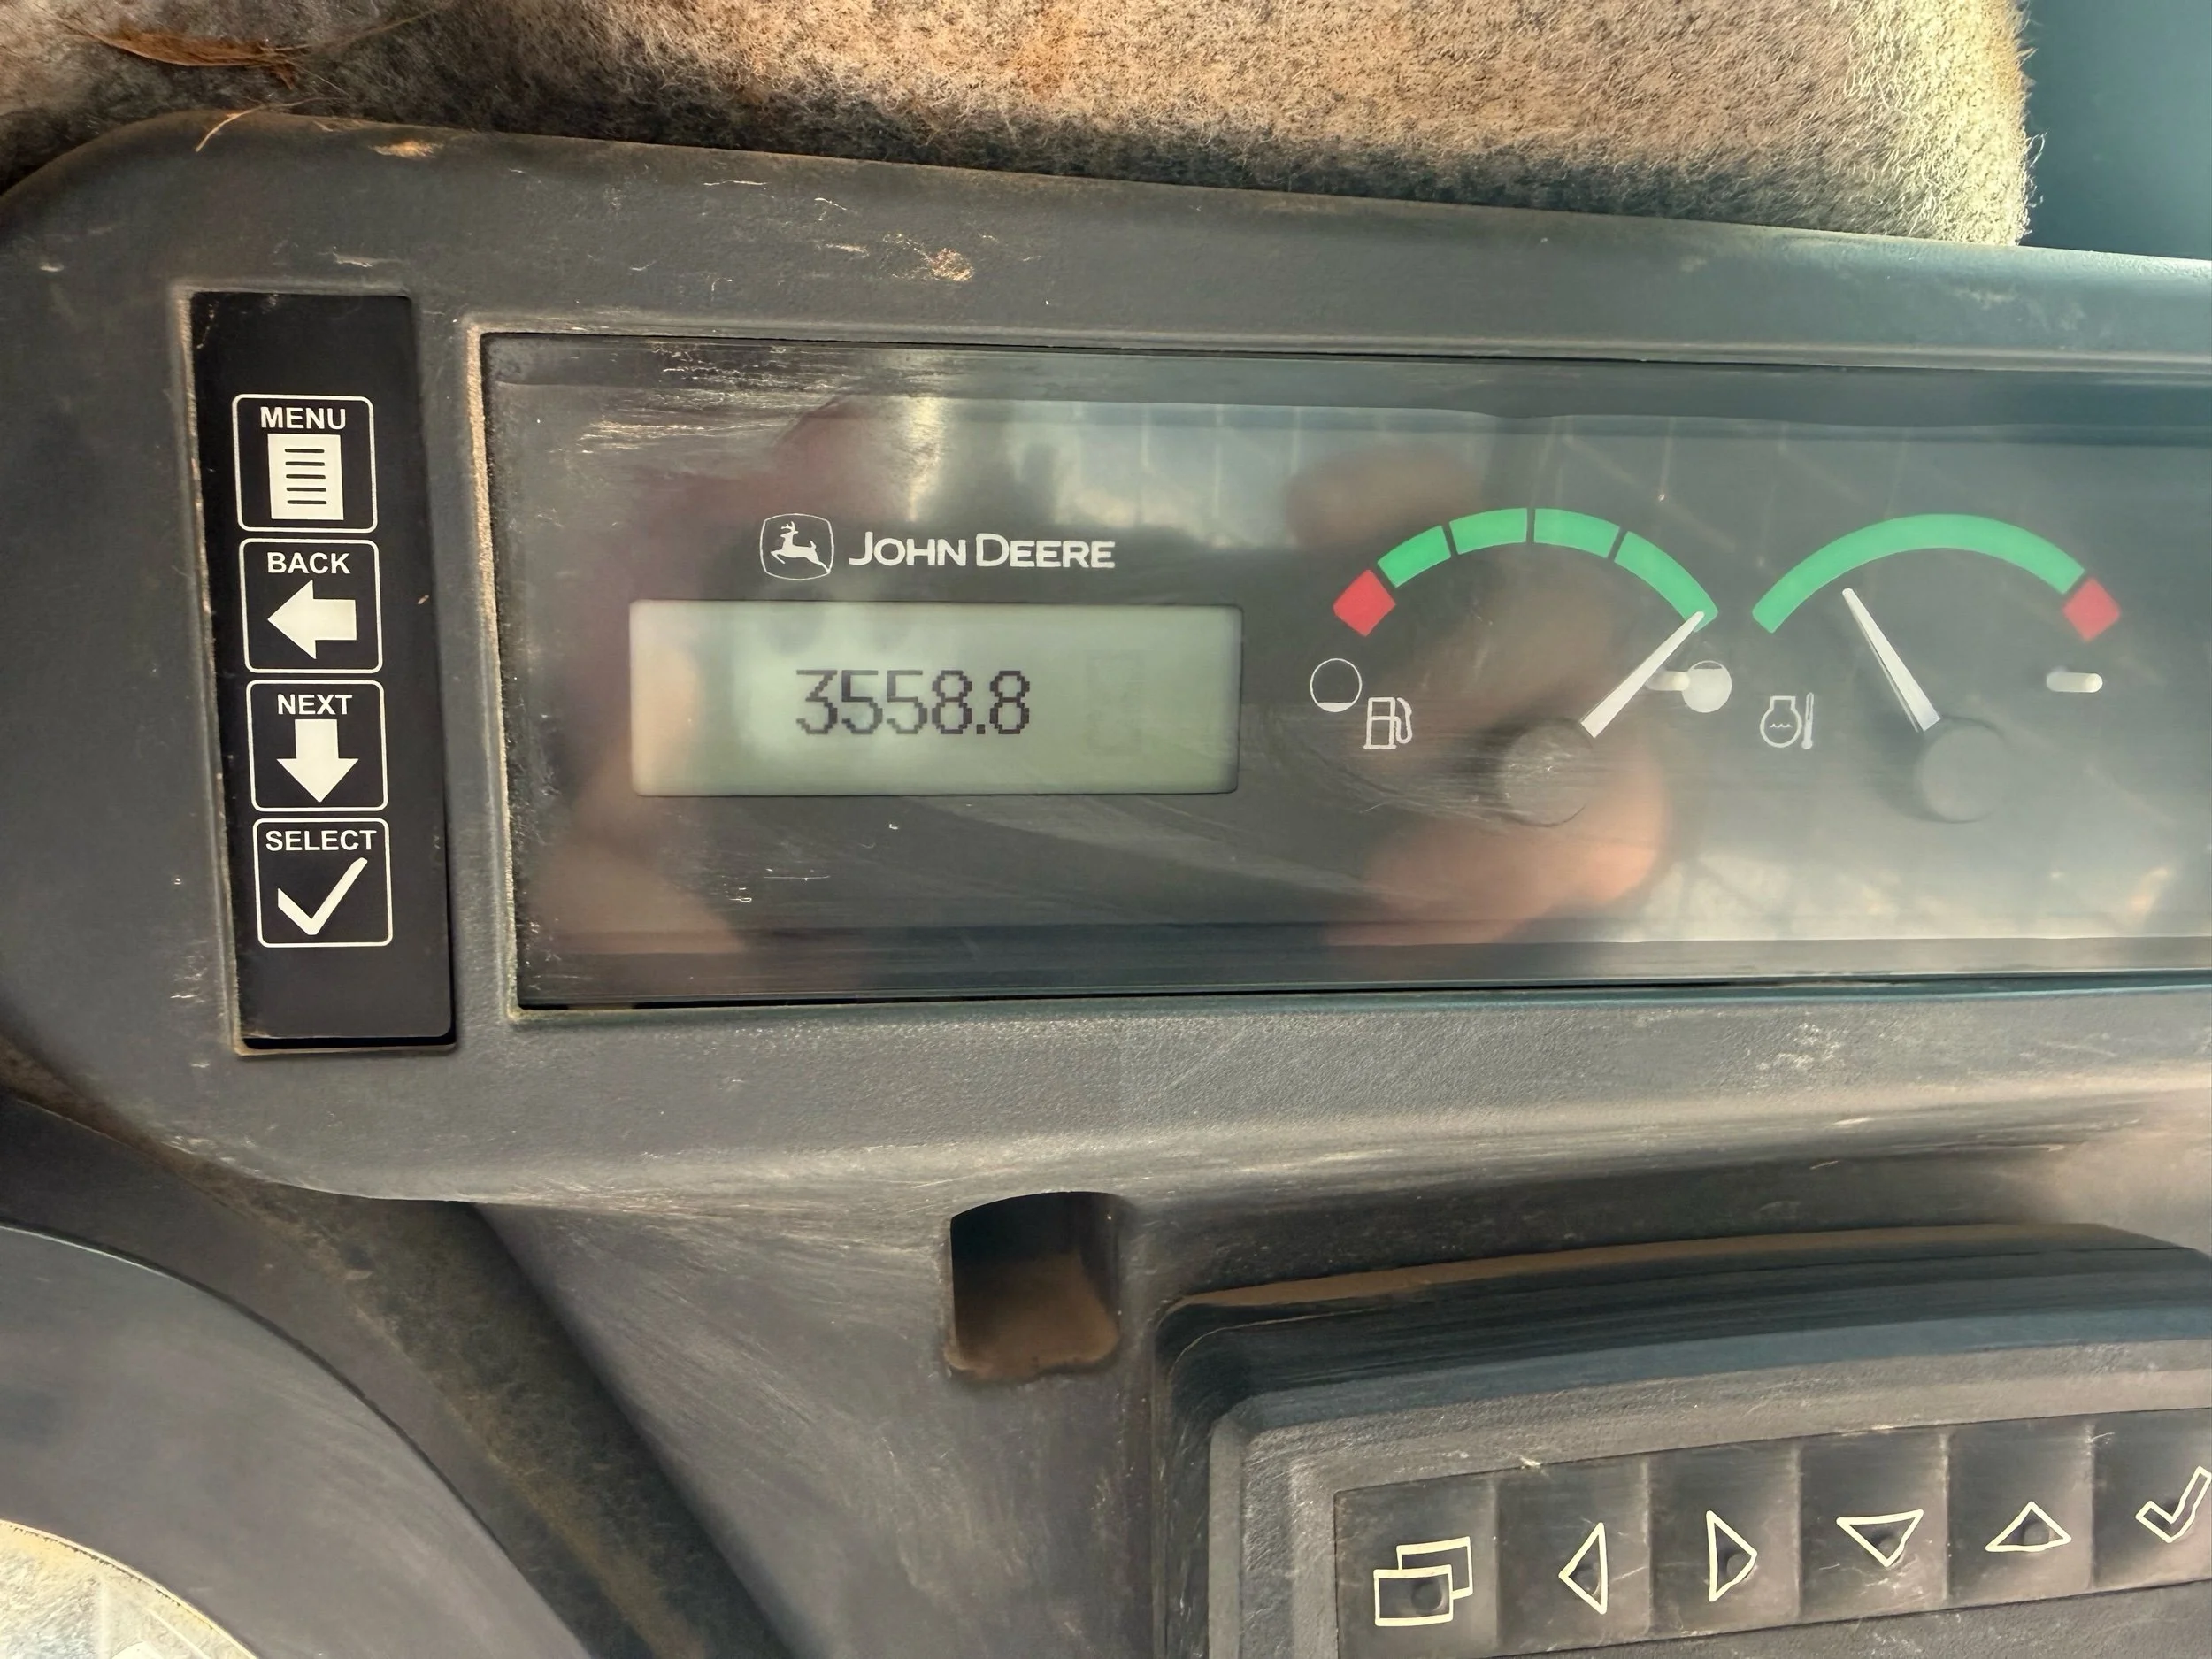 MENU
BACK
NEXT
SELECT
JOHN DEERE
3558.8